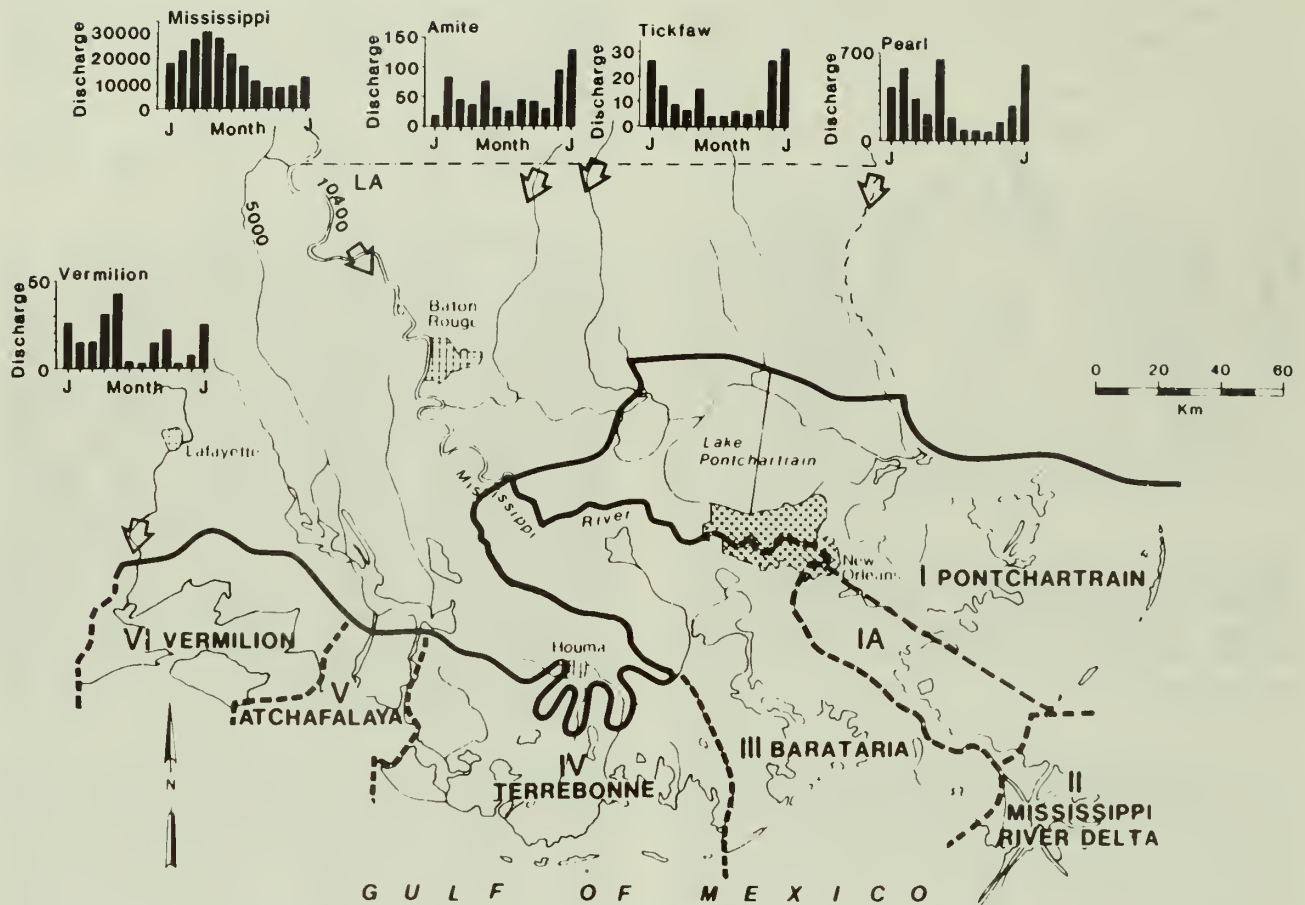 Mississippi
30000
20000
10000
0
Discharge
J Month J
Amite
150
100
50
0
Discharge
J Month J
Tickfaw
30
20
10
0
Discharge
J Month J
Pearl
700
0
Discharge
J Month J
LA
10400
5000
Vermilion
50
0
Discharge
J Month J
Baton
Rouge
0 20 40 60
Km
Lafayette
Lake
Pontchartrain
Mississippi
River
New
Orleans
I PONTCHARTRAIN
IA
VI VERMILION
Houma
V
ATCHAFALAYA
III BARATARIA
IV
TERREBONNE
II
MISSISSIPPI
RIVER DELTA
N
GULF OF MEXICO